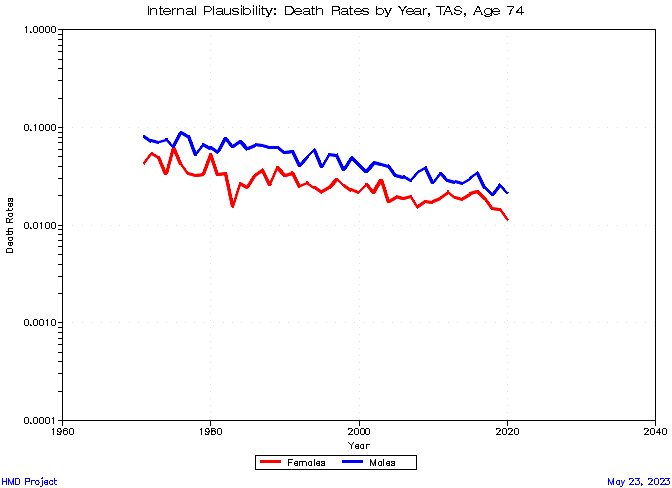 Internal Plausibility: Death Rates by Year, TAS, Age 74
1.0000
0.1000
0.0100
0.0010
0.0001
Death Rates
1960
1980
2000
2020
2040
Year
Females
Males
HMD Project
May 23, 2023